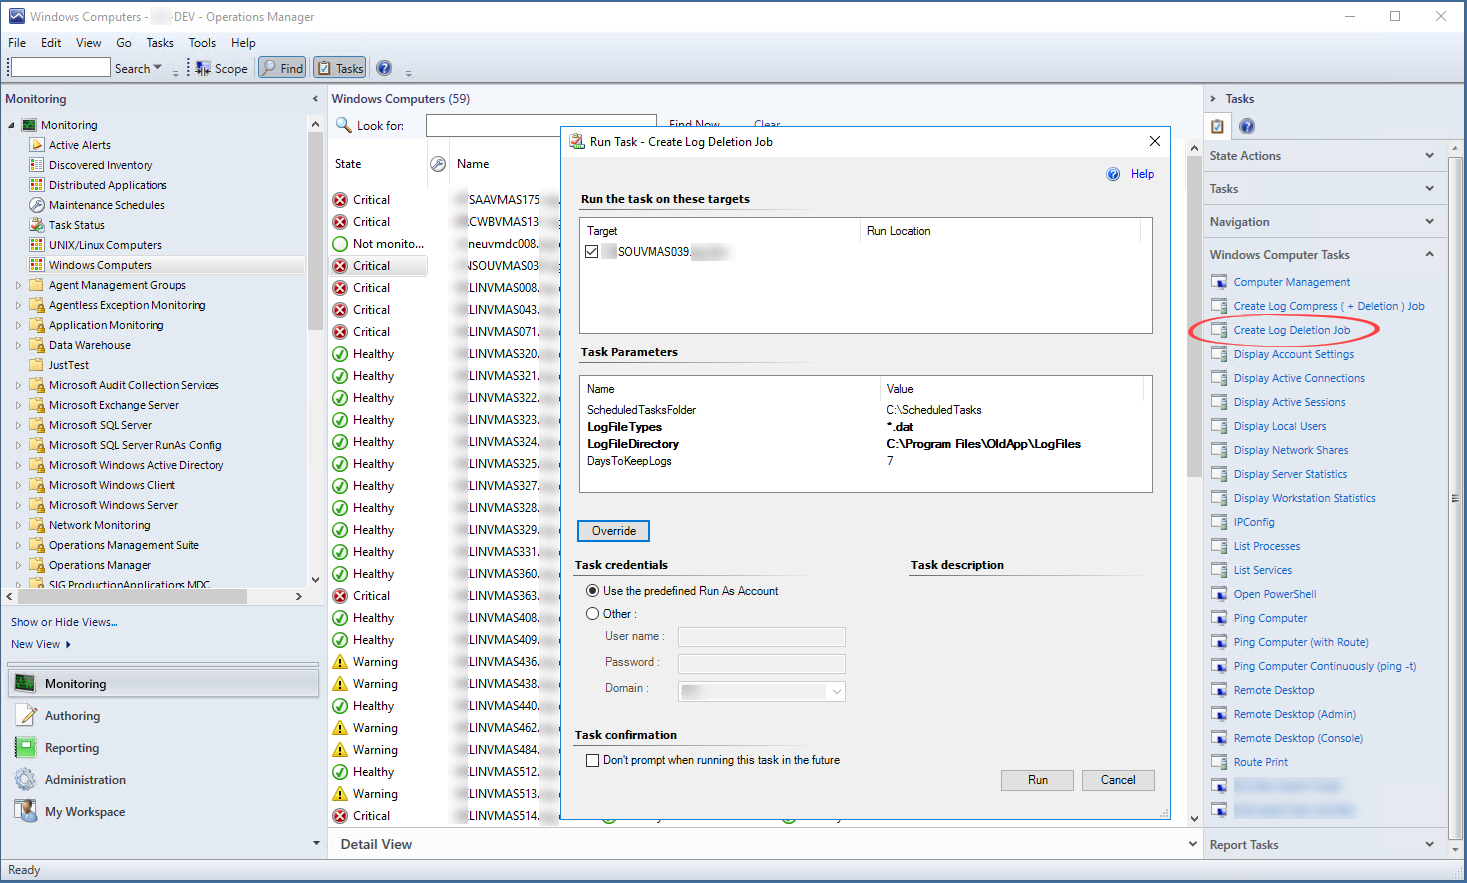 Windows Computers - -DEV - Operations Manager
File Edit View Go Tasks Tools Help
Search Scope Find Tasks
Monitoring
Monitoring
Active Alerts
Discovered Inventory
Distributed Applications
Maintenance Schedules
Task Status
UNIX/Linux Computers
Windows Computers
Agent Management Groups
Agentless Exception Monitoring
Application Monitoring
Data Warehouse
JustTest
Microsoft Audit Collection Services
Microsoft Exchange Server
Microsoft SQL Server
Microsoft SQL Server RunAs Config
Microsoft Windows Active Directory
Microsoft Windows Client
Microsoft Windows Server
Network Monitoring
Operations Management Suite
Operations Manager
SIG ProductionApplications MDC
Show or Hide Views...
New View
Monitoring
Authoring
Reporting
Administration
My Workspace
Ready
Windows Computers (59)
Look for: Find Now Clear
State Name
Critical SAAVMAS175.
Critical CWBVMAS13
Not monito... neuvmdc008.
Critical NSOUVMAS03
Critical LINVMAS008.
Critical LINVMAS043.
Critical LINVMAS071.
Healthy LINVMAS320.
Healthy LINVMAS321.
Healthy LINVMAS322.
Healthy LINVMAS323.
Healthy LINVMAS324.
Healthy LINVMAS325.
Healthy LINVMAS327.
Healthy LINVMAS328.
Healthy LINVMAS329.
Healthy LINVMAS331.
Healthy LINVMAS360.
Critical LINVMAS363.
Healthy LINVMAS408.
Healthy LINVMAS409.
Warning LINVMAS436.
Warning LINVMAS438.
Healthy LINVMAS440.
Warning LINVMAS462.
Warning LINVMAS484.
Healthy LINVMAS512.
Warning LINVMAS513.
Critical LINVMAS514.
Detail View
Run Task - Create Log Deletion Job
Help
Run the task on these targets
Target Run Location
SOUVMAS039.
Task Parameters
Name Value
ScheduledTasksFolder C:\ScheduledTasks
LogFileTypes *.dat
LogFileDirectory C:\Program Files\OldApp\LogFiles
DaysToKeepLogs 7
Override
Task credentials Task description
Use the predefined Run As Account
Other :
User name :
Password :
Domain :
Task confirmation
Don't prompt when running this task in the future
Run Cancel
Tasks
State Actions
Tasks
Navigation
Windows Computer Tasks
Computer Management
Create Log Compress ( + Deletion ) Job
Create Log Deletion Job
Display Account Settings
Display Active Connections
Display Active Sessions
Display Local Users
Display Network Shares
Display Server Statistics
Display Workstation Statistics
IPConfig
List Processes
List Services
Open PowerShell
Ping Computer
Ping Computer (with Route)
Ping Computer Continuously (ping -t)
Remote Desktop
Remote Desktop (Admin)
Remote Desktop (Console)
Route Print
Report Tasks